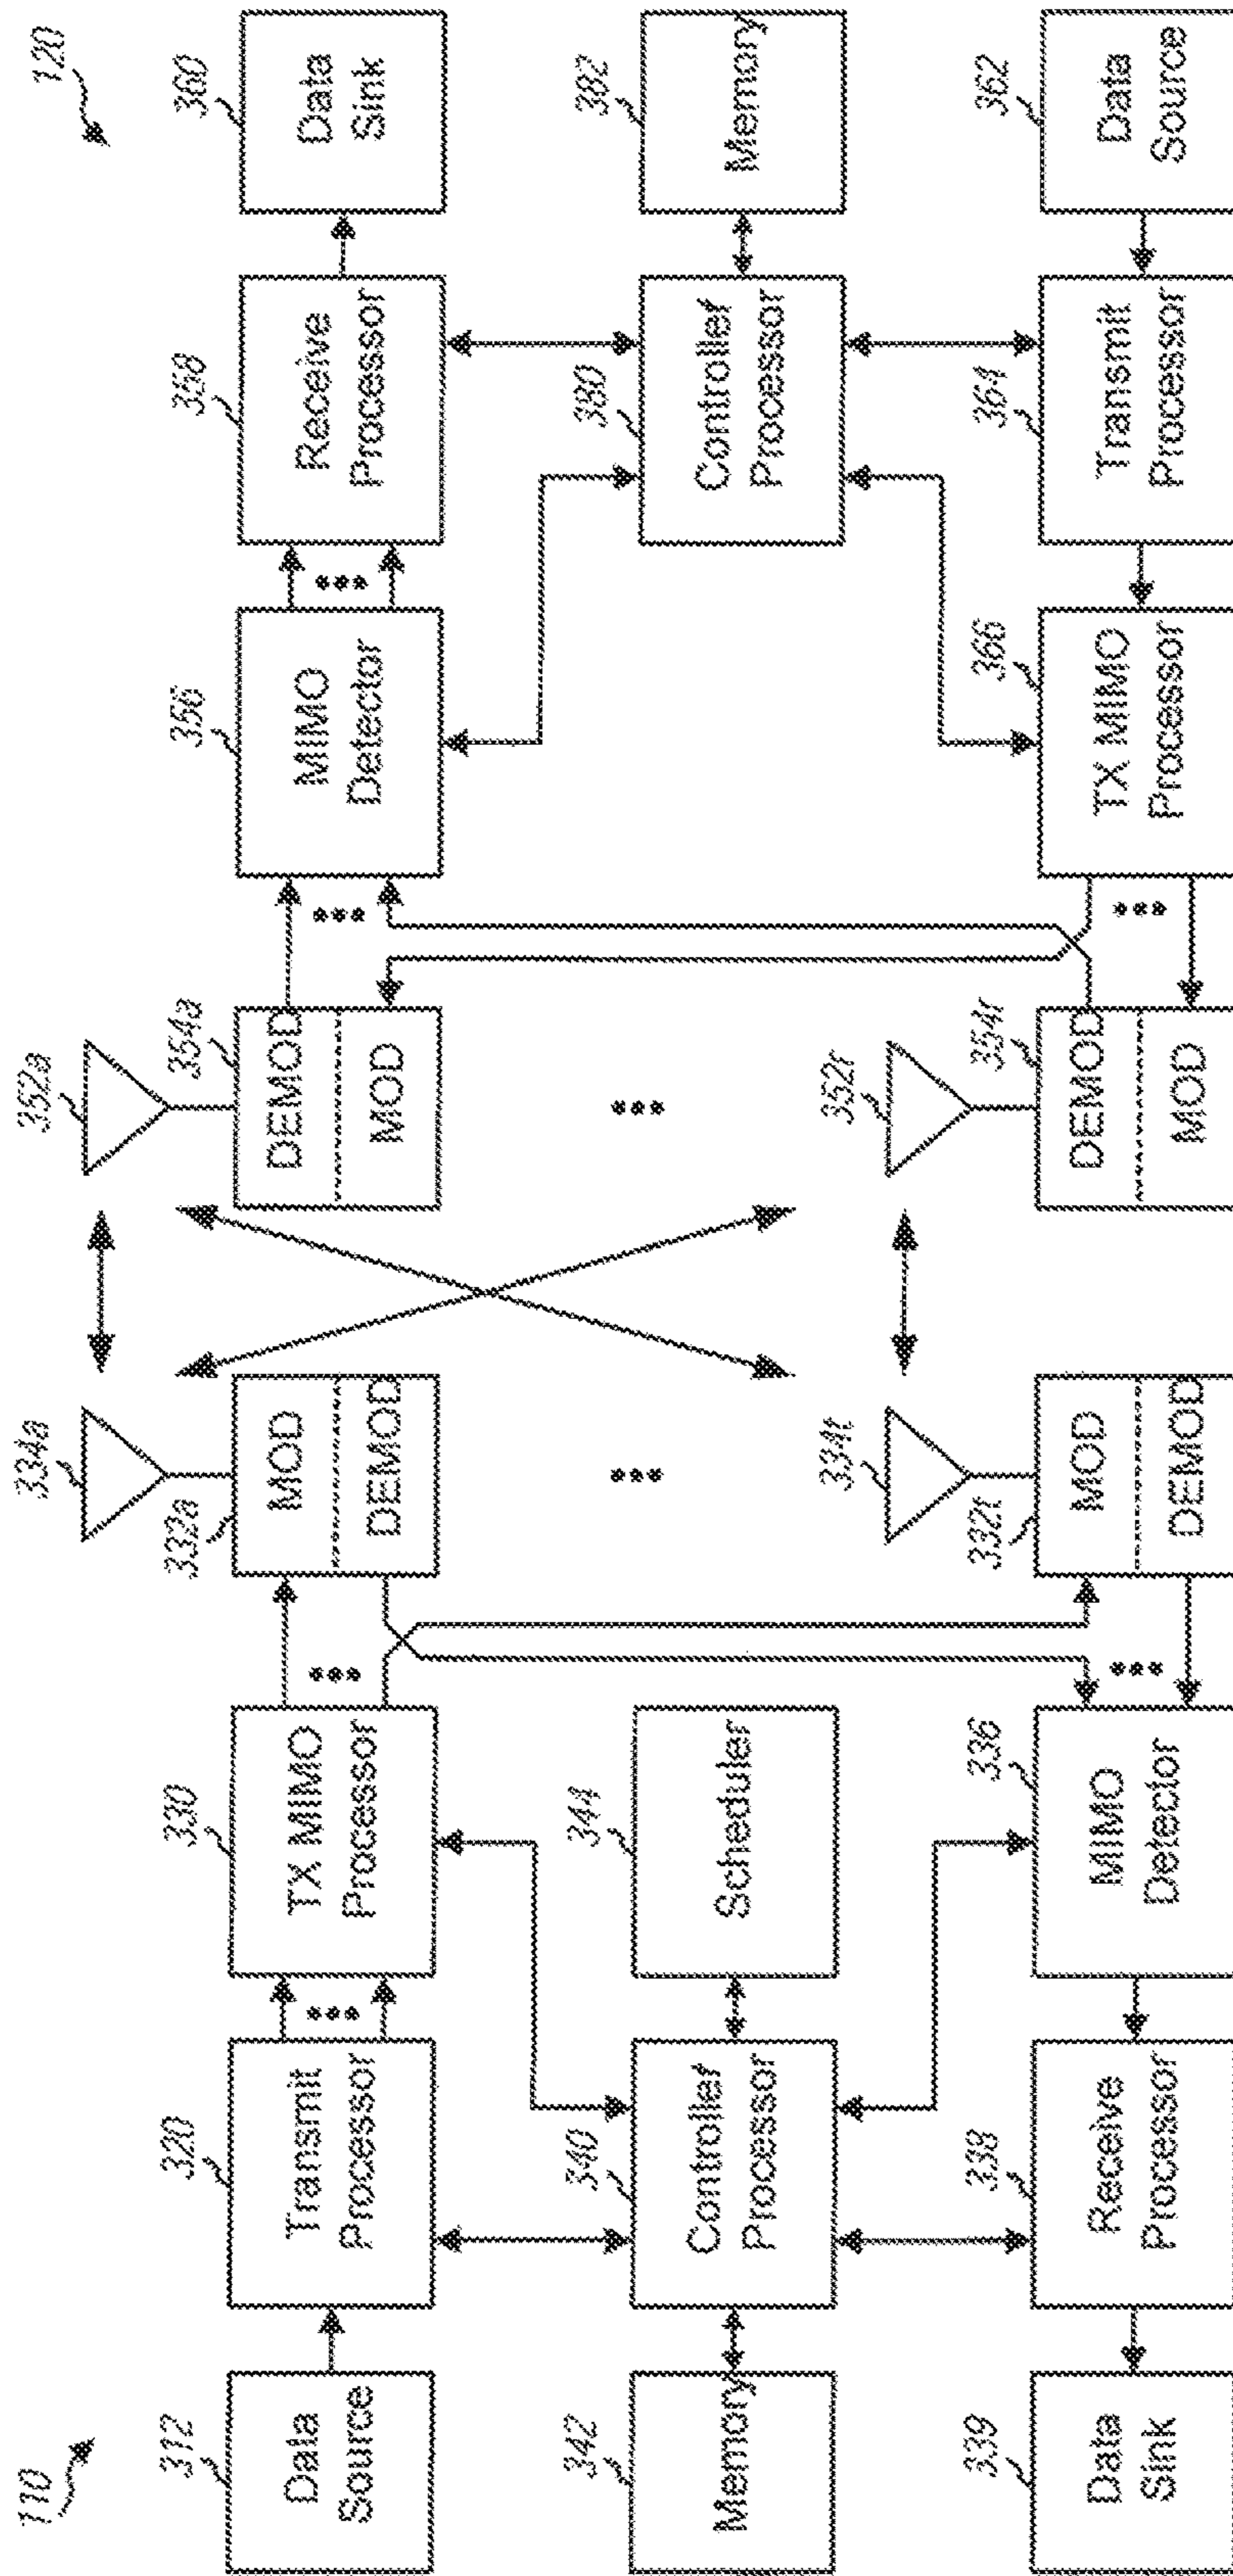 110
120
312
Data
Source
320
Transmit
Processor
330
TX MIMO
Processor
332a
334a
MOD
DEMOD
352a
354a
DEMOD
MOD
356
MIMO
Detector
358
Receive
Processor
360
Data
Sink
342
Memory
340
Controller/
Processor
344
Scheduler
380
Controller/
Processor
382
Memory
339
Data
Sink
338
Receive
Processor
336
MIMO
Detector
332t
334t
MOD
DEMOD
352r
354r
DEMOD
MOD
366
TX MIMO
Processor
364
Transmit
Processor
362
Data
Source